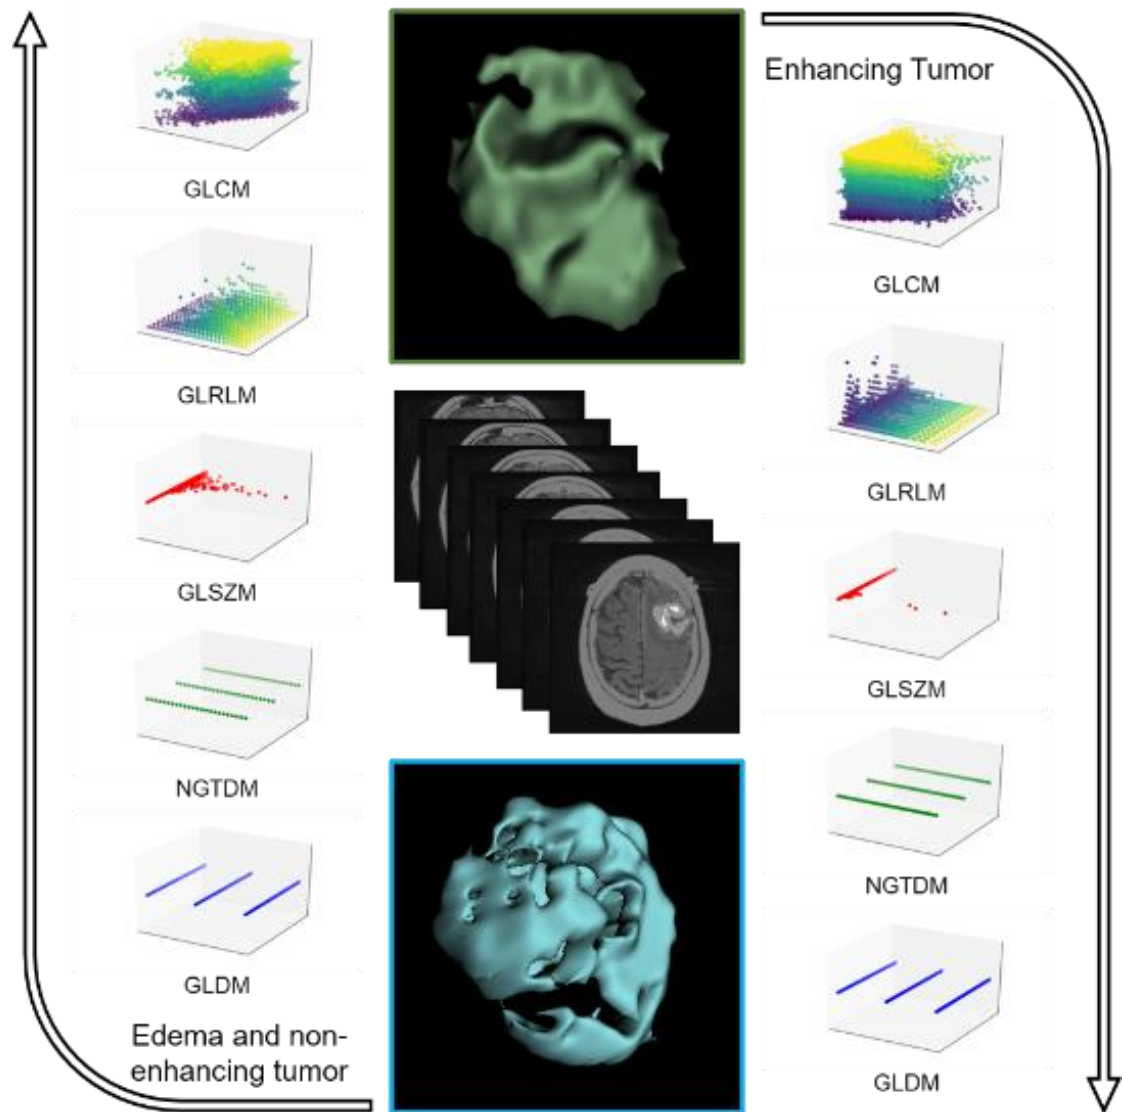 GLCM
GLRLM
GLSZM
NGTDM
GLDM
Edema and non-
enhancing tumor
Enhancing Tumor
GLCM
GLRLM
GLSZM
NGTDM
GLDM